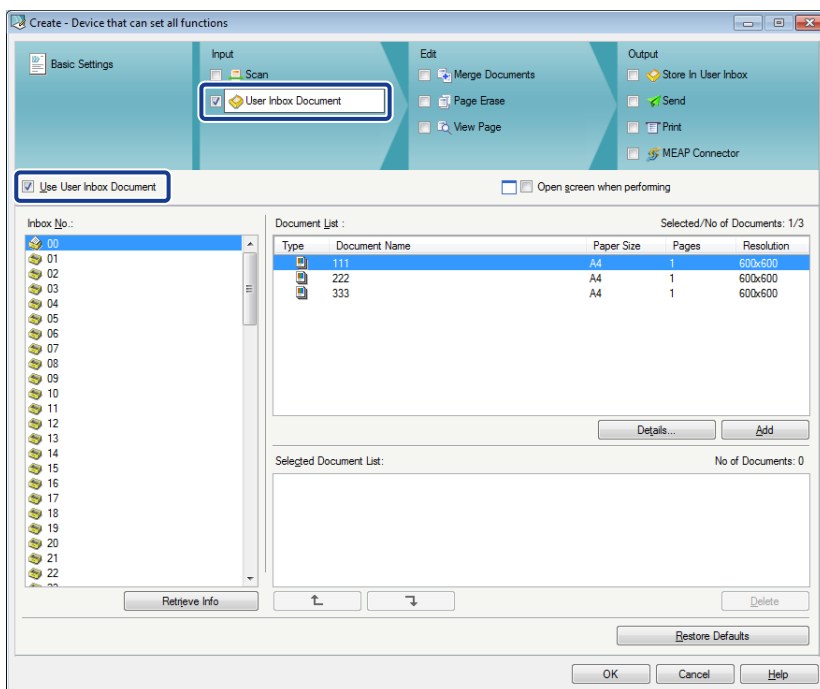 Create - Device that can set all functions
Basic Settings
Input
Scan
User Inbox Document
Edit
Merge Documents
Page Erase
View Page
Output
Store In User Inbox
Send
Print
MEAP Connector
Use User Inbox Document
Open screen when performing
Inbox No.:
00
01
02
03
04
05
06
07
08
09
10
11
12
13
14
15
16
17
18
19
20
21
22
Retrieve Info
Document List :
Selected/No of Documents: 1/3
Type Document Name Paper Size Pages Resolution
111 A4 1 600x600
222 A4 1 600x600
333 A4 1 600x600
Details... Add
Selected Document List:
No of Documents: 0
Delete
Restore Defaults
OK Cancel Help